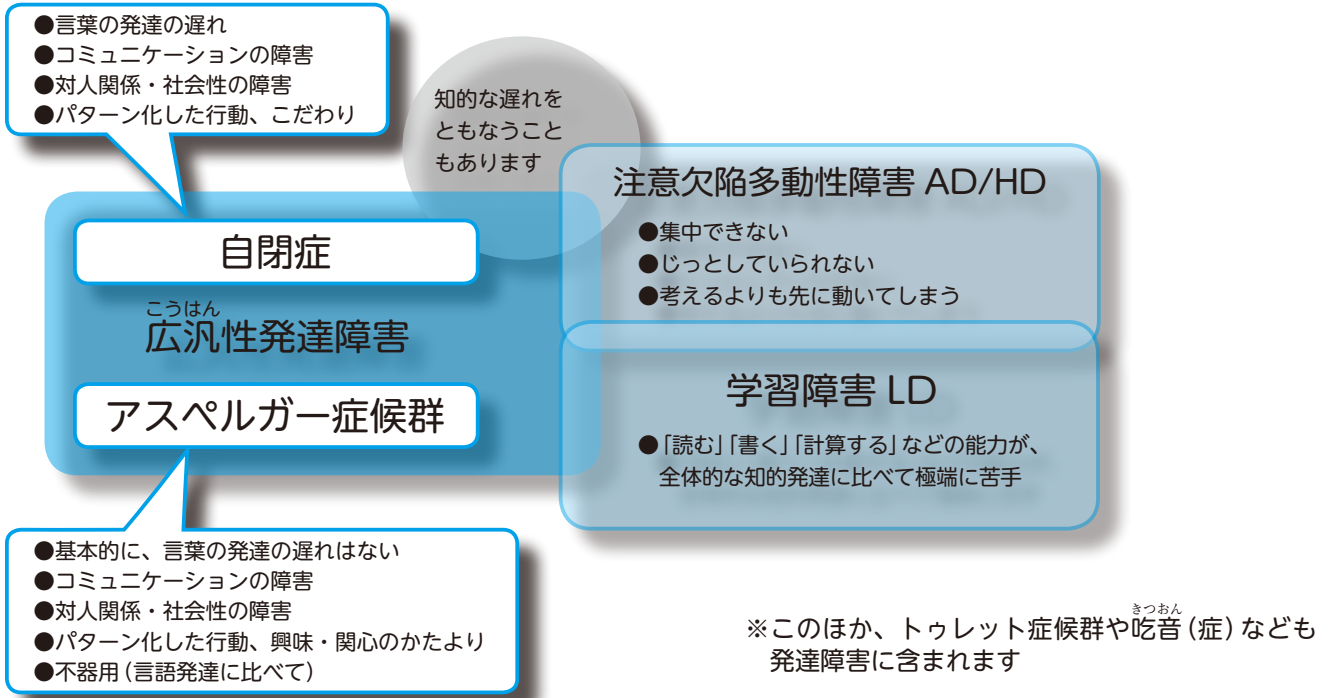 ●言葉の発達の遅れ
●コミュニケーションの障害
●対人関係・社会性の障害
●パターン化した行動、こだわり
知的な遅れを
ともなうこと
もあります
自閉症
こうはん
広汎性発達障害
アスペルガー症候群
●基本的に、言葉の発達の遅れはない
●コミュニケーションの障害
●対人関係・社会性の障害
●パターン化した行動、興味・関心のかたより
●不器用(言語発達に比べて)
注意欠陥多動性障害 AD/HD
●集中できない
●じっとしていられない
●考えるよりも先に動いてしまう
学習障害 LD
●「読む」「書く」「計算する」などの能力が、
全体的な知的発達に比べて極端に苦手
きつおん
※このほか、トゥレット症候群や吃音(症)なども
発達障害に含まれます